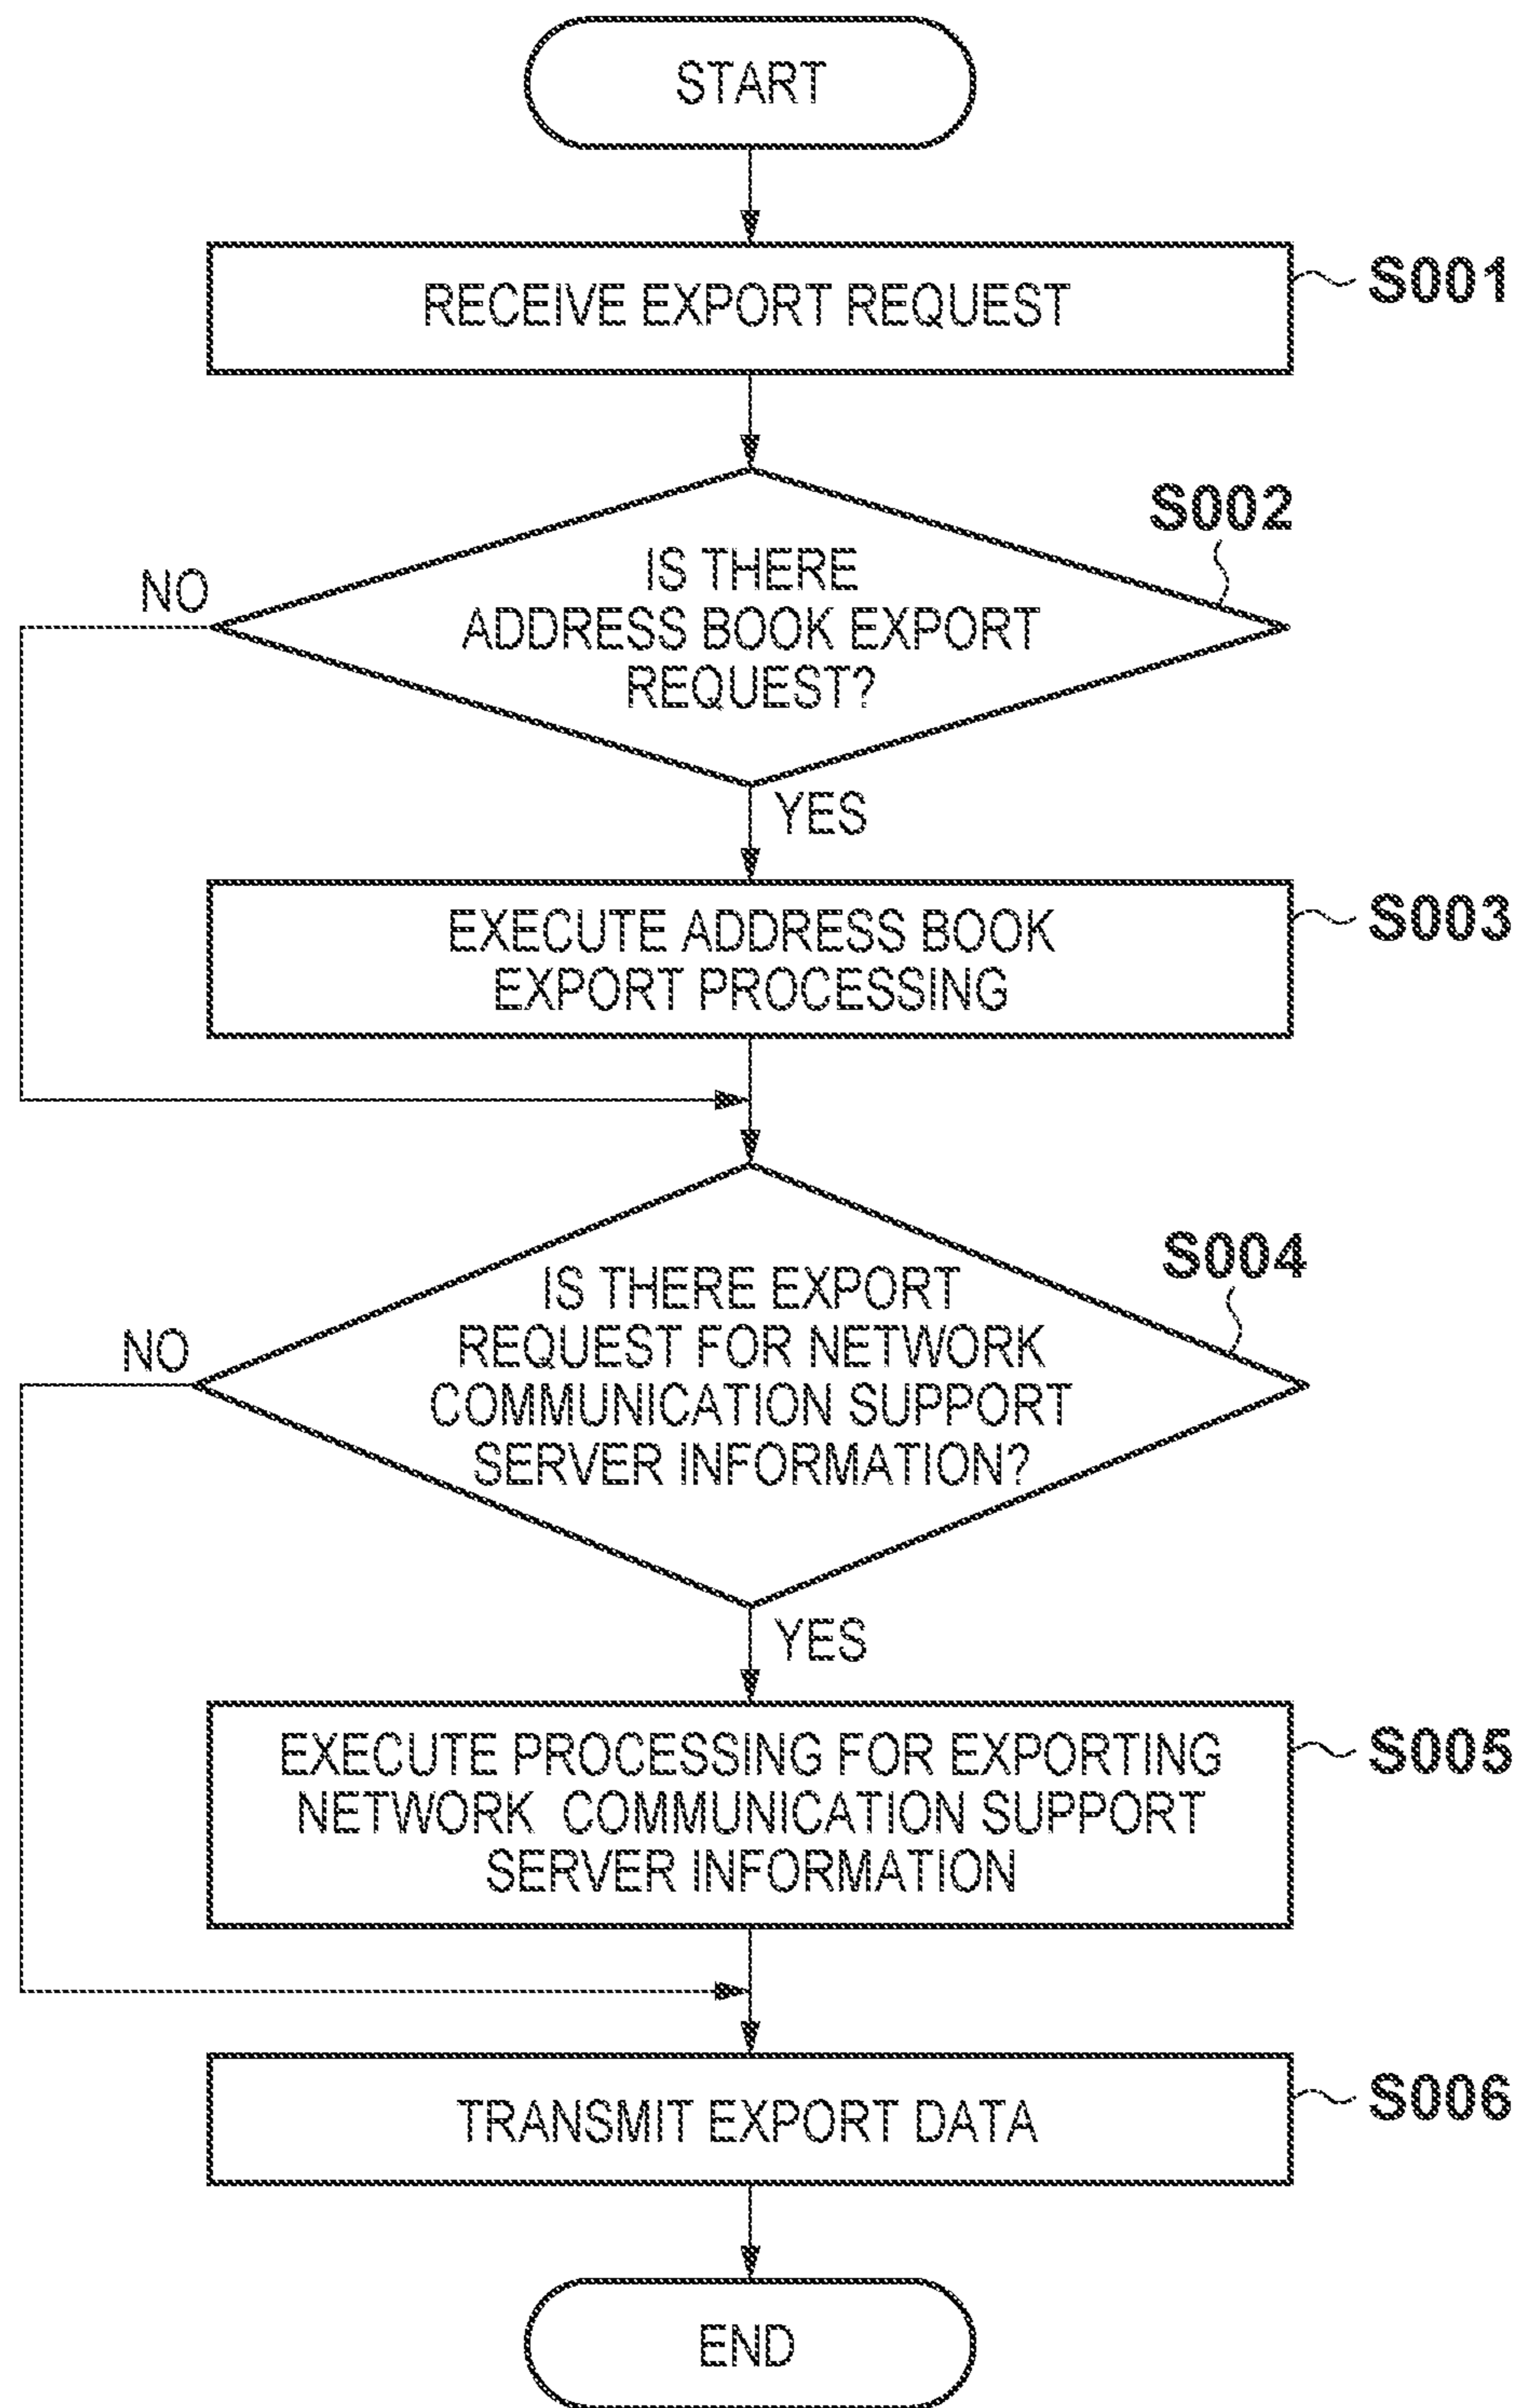 START
RECEIVE EXPORT REQUEST
S001
S002
IS THERE
ADDRESS BOOK EXPORT
REQUEST?
NO
YES
EXECUTE ADDRESS BOOK
EXPORT PROCESSING
S003
S004
IS THERE EXPORT
REQUEST FOR NETWORK
COMMUNICATION SUPPORT
SERVER INFORMATION?
NO
YES
EXECUTE PROCESSING FOR EXPORTING
NETWORK COMMUNICATION SUPPORT
SERVER INFORMATION
S005
TRANSMIT EXPORT DATA
S006
END